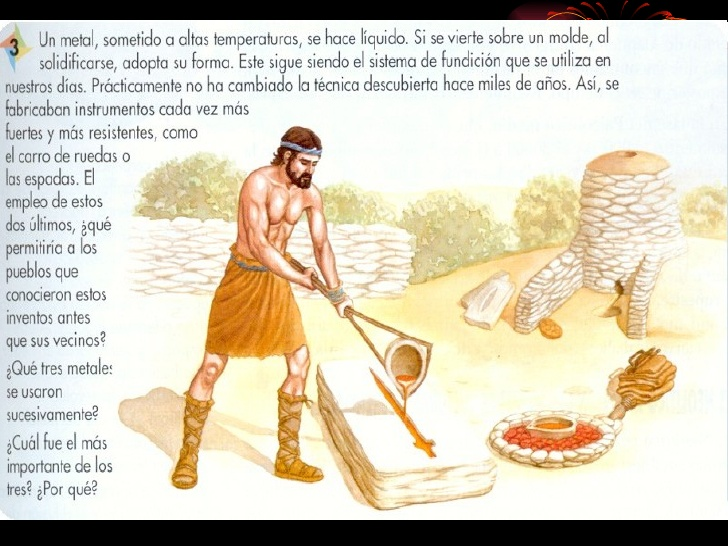 3 Un metal, sometido a altas temperaturas, se hace líquido. Si se vierte sobre un molde, al
solidificarse, adopta su forma. Este sigue siendo el sistema de fundición que se utiliza en
nuestros días. Prácticamente no ha cambiado la técnica descubierta hace miles de años. Así, se
fabricaban instrumentos cada vez más
fuertes y más resistentes, como
el carro de ruedas o
las espadas. El
empleo de estos
dos últimos, ¿qué
permitiría a los
pueblos que
conocieron estos
inventos antes
que sus vecinos?
¿Qué tres metales
se usaron
sucesivamente?
¿Cuál fue el más
importante de los
tres? ¿Por qué?